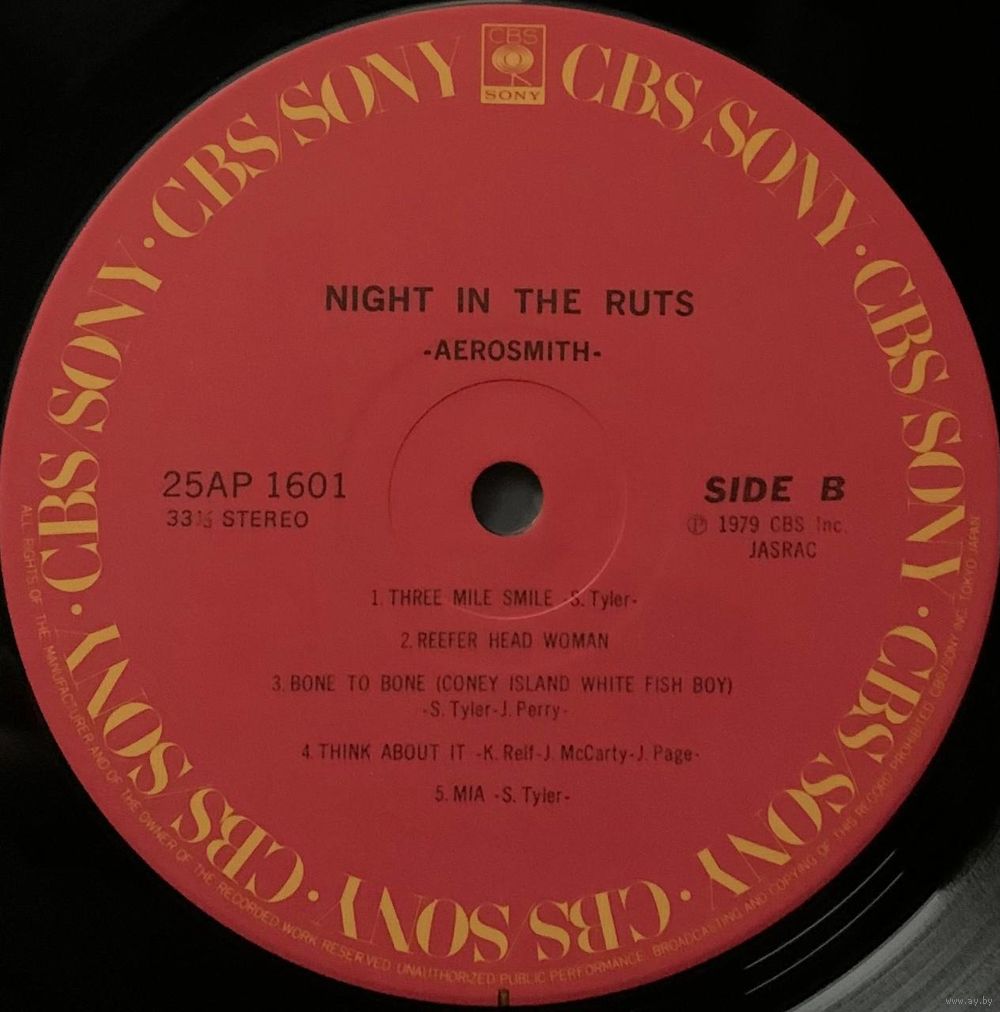 CBS
SONY
CBS/SONY · CBS/SONY · CBS/SONY · CBS/SONY · CBS/SONY · CBS/SONY · CBS/SONY · CBS/SONY
NIGHT IN THE RUTS
-AEROSMITH-
25AP 1601
33⅓ STEREO
SIDE B
Ⓟ 1979 CBS Inc.
JASRAC
1. THREE MILE SMILE -S. Tyler-
2. REEFER HEAD WOMAN
3. BONE TO BONE (CONEY ISLAND WHITE FISH BOY)
-S. Tyler-J. Perry-
4. THINK ABOUT IT -K. Relf-J. McCarty-J. Page-
5. MIA -S. Tyler-
ALL RIGHTS OF THE MANUFACTURER AND OF THE OWNER OF THE RECORDED WORK RESERVED UNAUTHORIZED PUBLIC PERFORMANCE BROADCASTING AND COPYING OF THIS RECORD PROHIBITED CBS/SONY INC. TOKYO JAPAN
www.ay.by